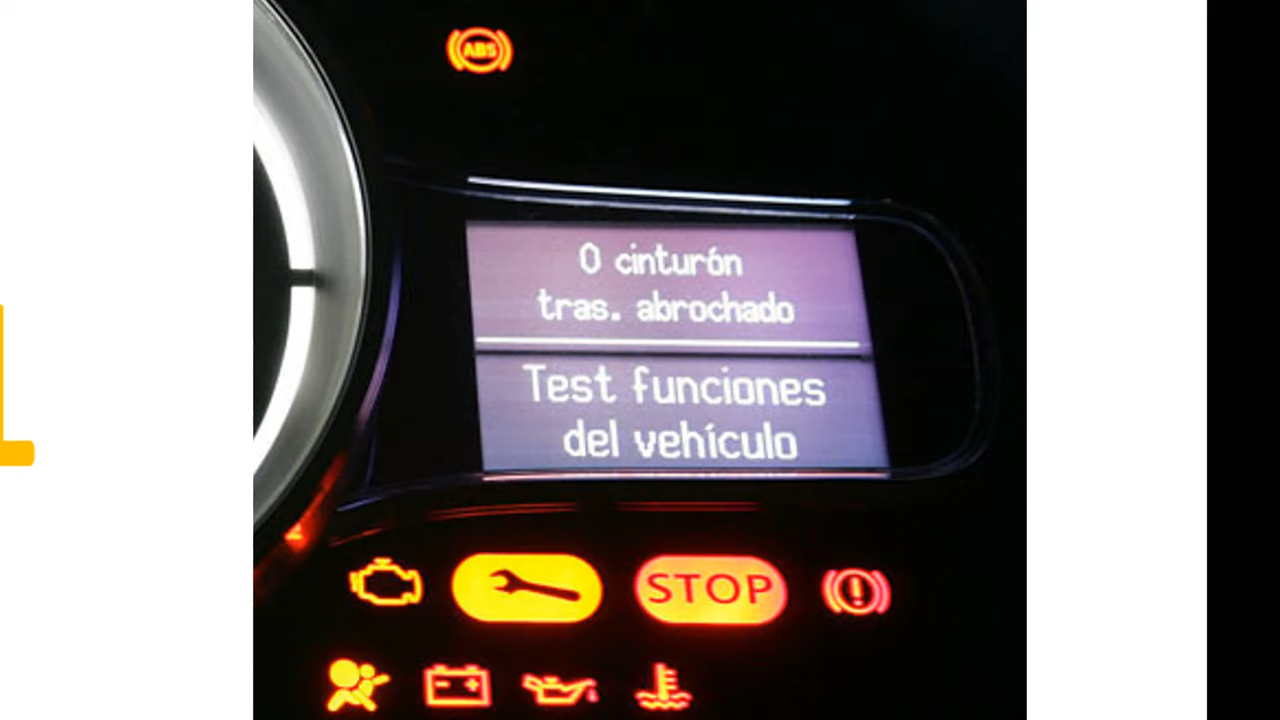 ABS
0 cinturón
tras. abrochado
Test funciones
del vehículo
STOP